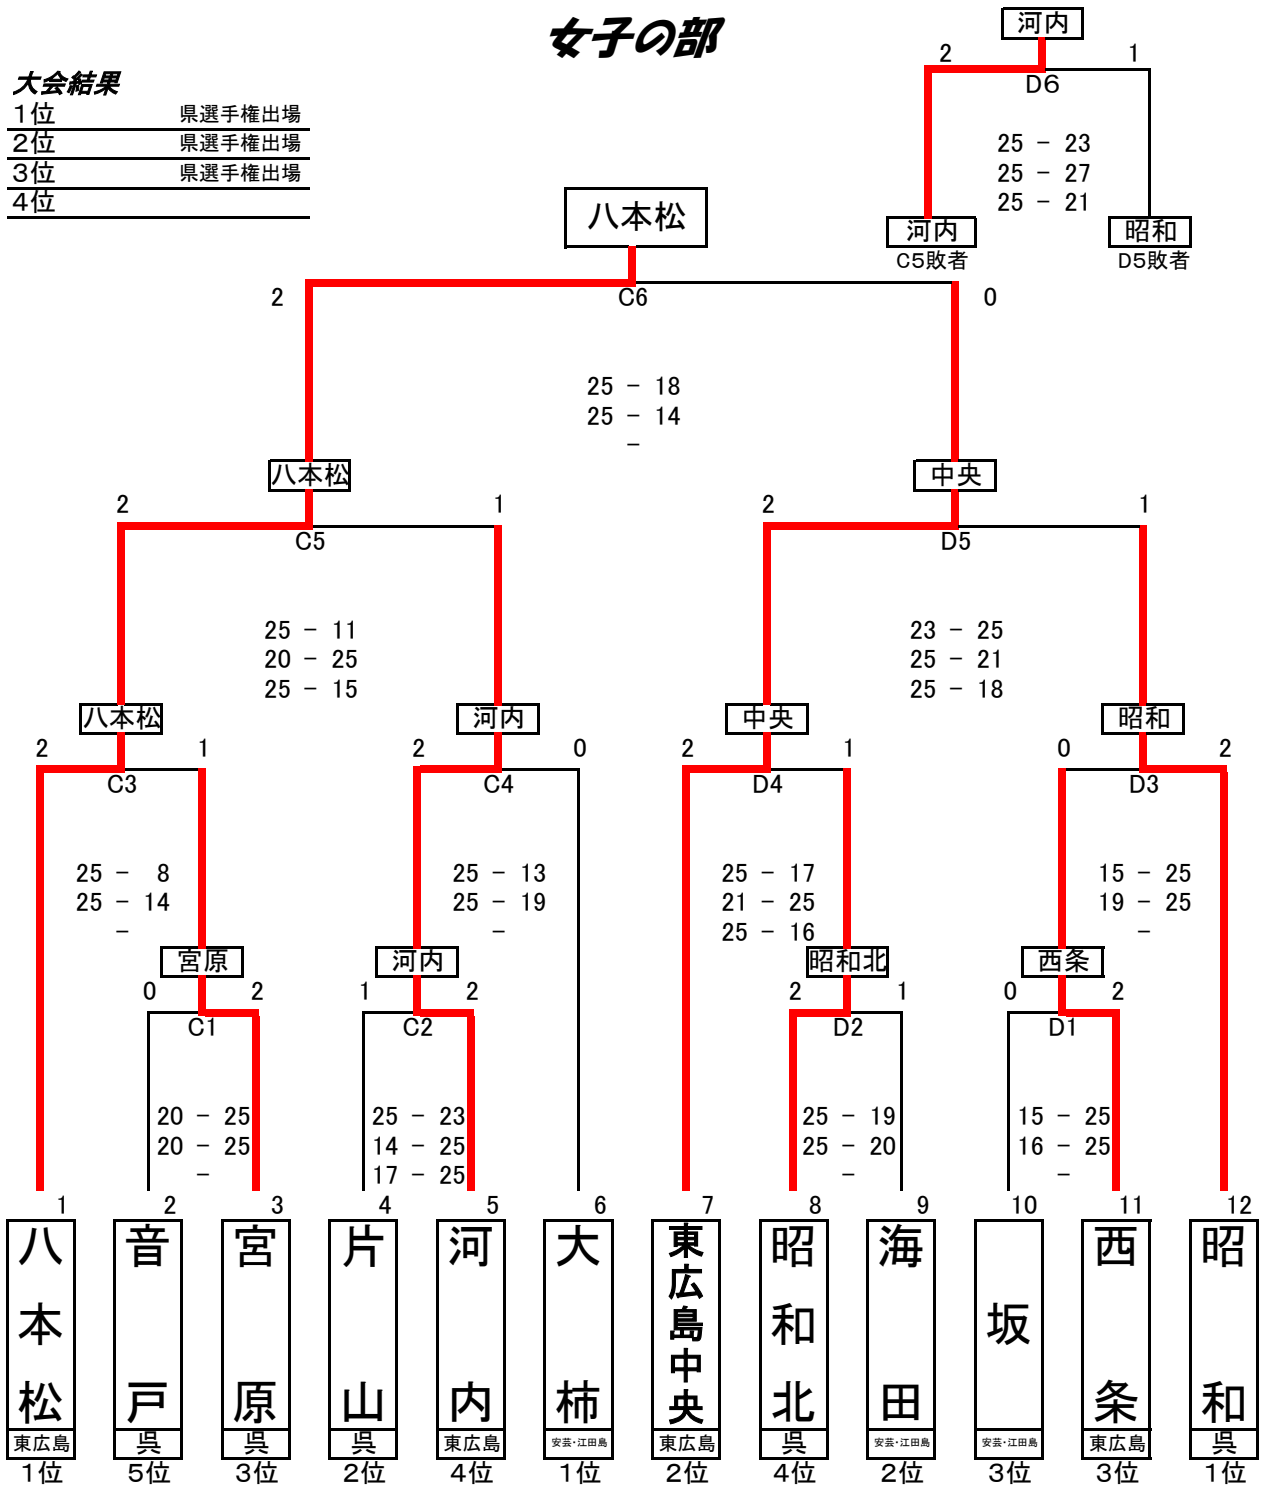 女子の部
河内
2 1
D6
大会結果
1位 県選手権出場
2位 県選手権出場
3位 県選手権出場
4位
25 － 23
25 － 27
25 － 21
河内 昭和
C5敗者 D5敗者
八本松
2 0
C6
25 － 18
25 － 14
－
八本松 中央
2 1 2 1
C5 D5
25 － 11 23 － 25
20 － 25 25 － 21
25 － 15 25 － 18
八本松 河内 中央 昭和
2 1 2 0 2 1 0 2
C3 C4 D4 D3
25 － 8 25 － 13 25 － 17 15 － 25
25 － 14 25 － 19 21 － 25 19 － 25
－ － 25 － 16 －
宮原 河内 昭和北 西条
0 2 1 2 2 1 0 2
C1 C2 D2 D1
20 － 25 25 － 23 25 － 19 15 － 25
20 － 25 14 － 25 25 － 20 16 － 25
－ 17 － 25 － －
1 2 3 4 5 6 7 8 9 10 11 12
八本松 音戸 宮原 片山 河内 大柿 東広島中央 昭和北 海田 坂 西条 昭和
東広島 呉 呉 呉 東広島 安芸・江田島 東広島 呉 安芸・江田島 安芸・江田島 東広島 呉
1位 5位 3位 2位 4位 1位 2位 4位 2位 3位 3位 1位